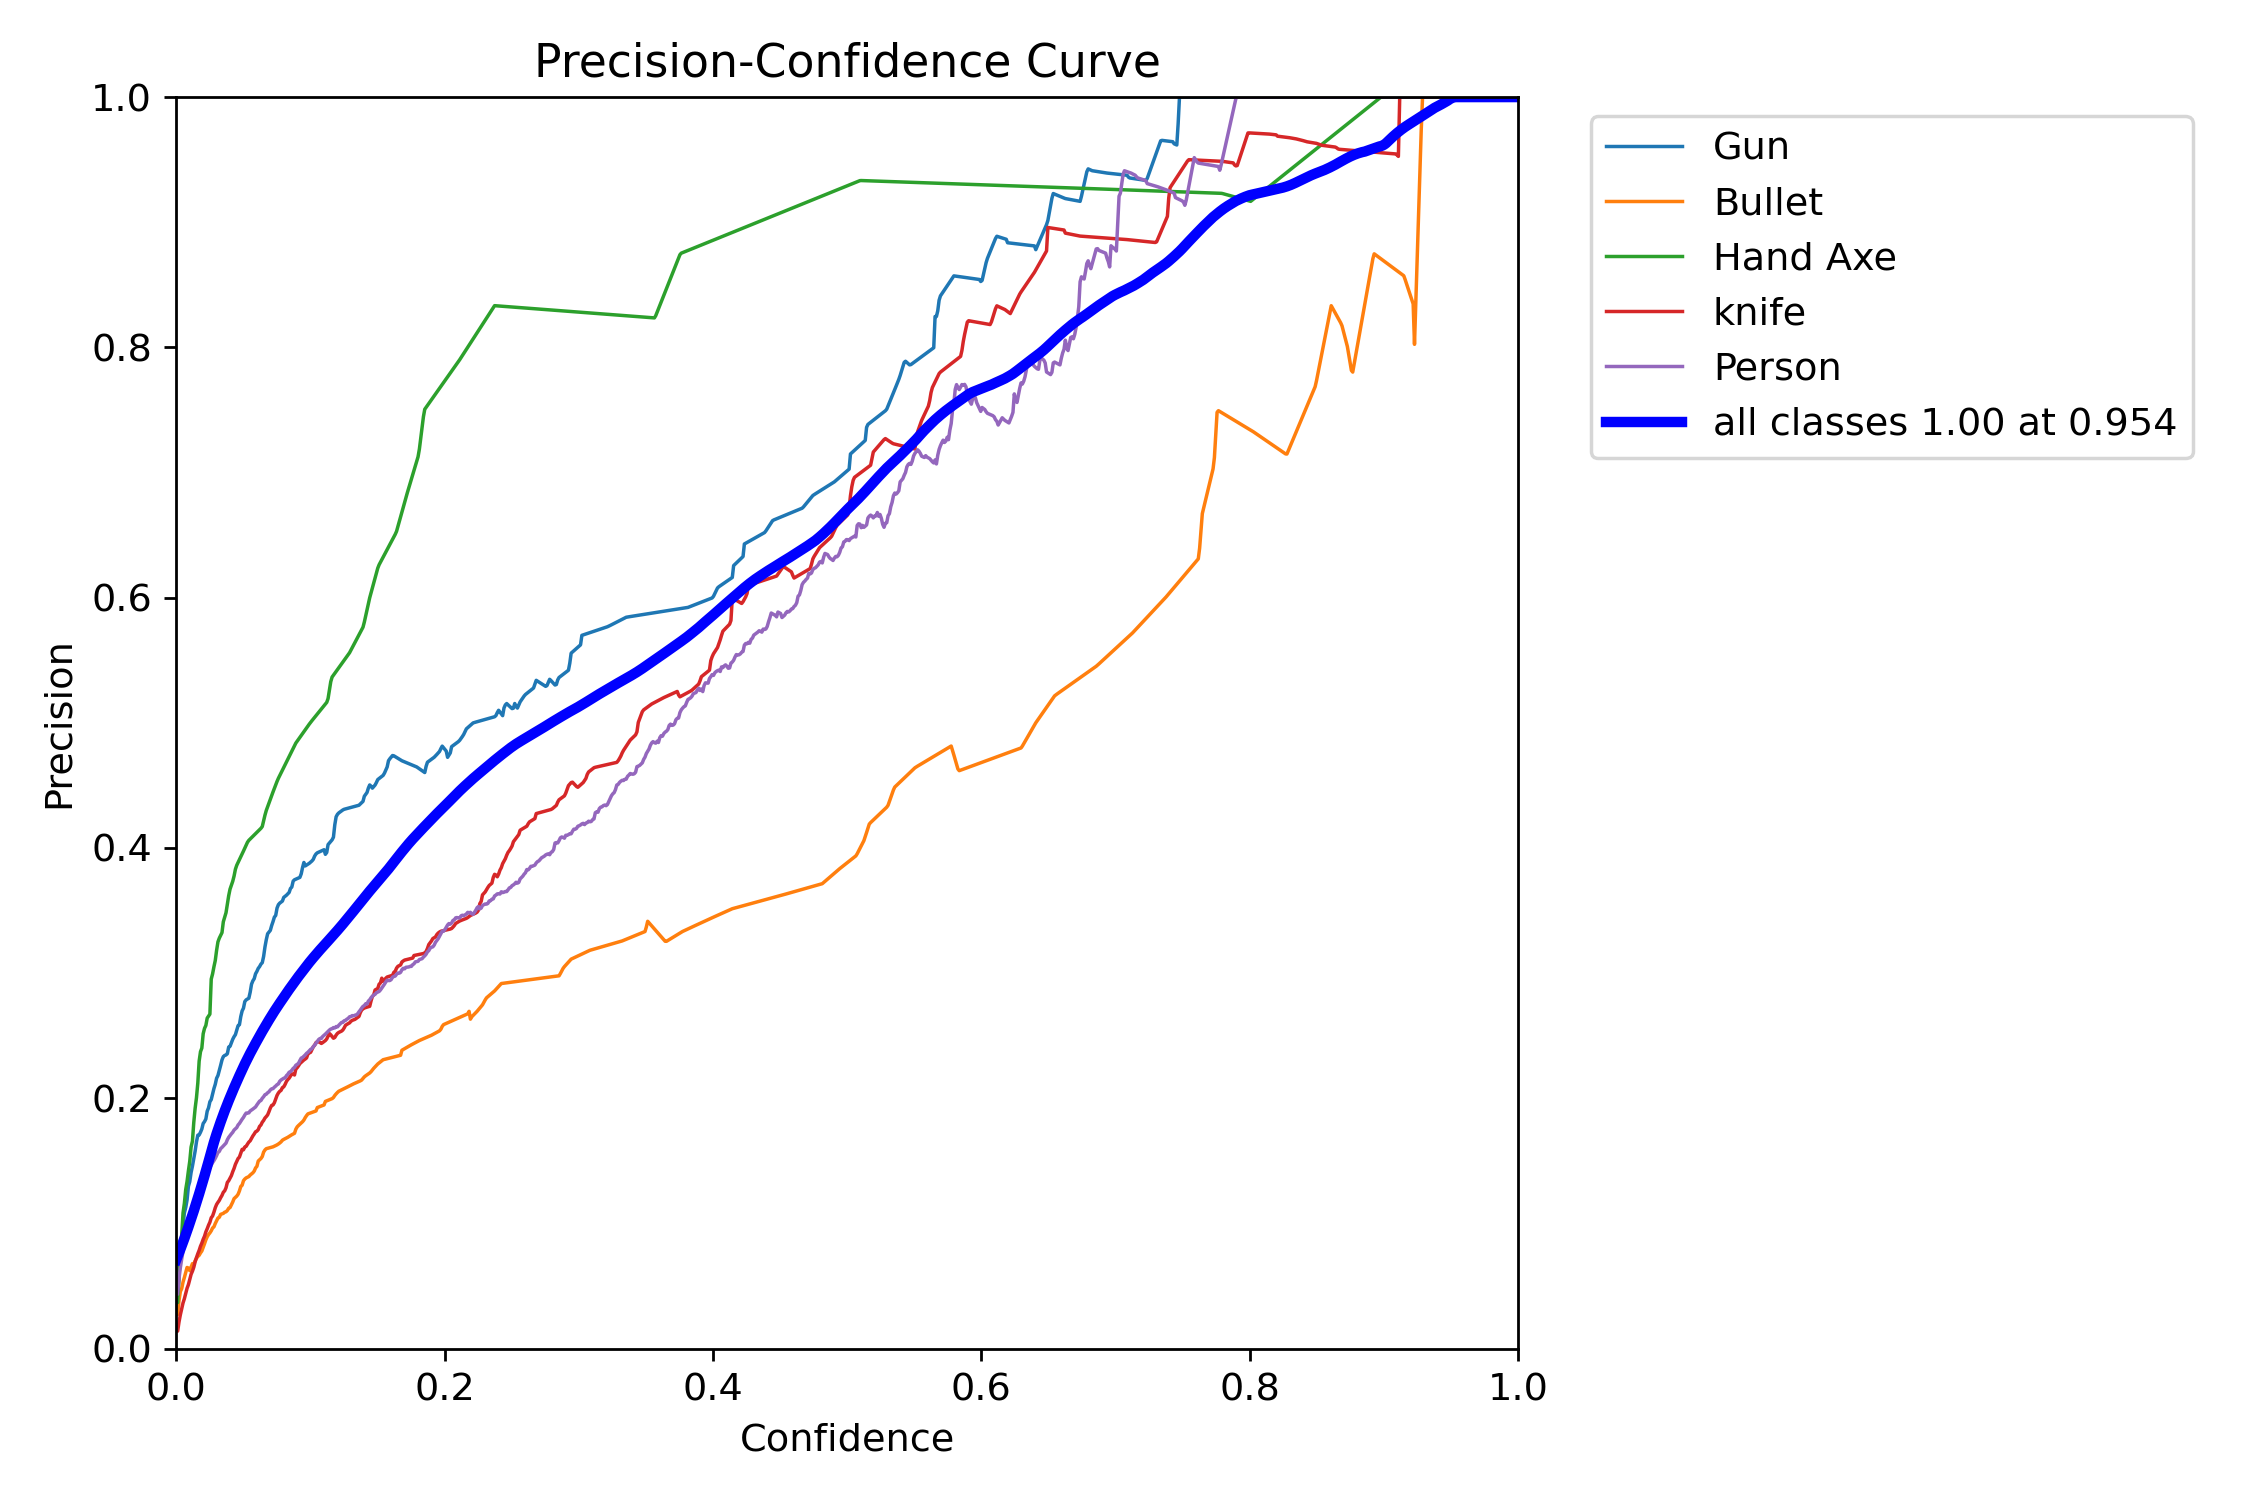 Precision-Confidence Curve
1.0
0.8
0.6
0.4
0.2
0.0
Precision
0.0 0.2 0.4 0.6 0.8 1.0
Confidence
Gun
Bullet
Hand Axe
knife
Person
all classes 1.00 at 0.954